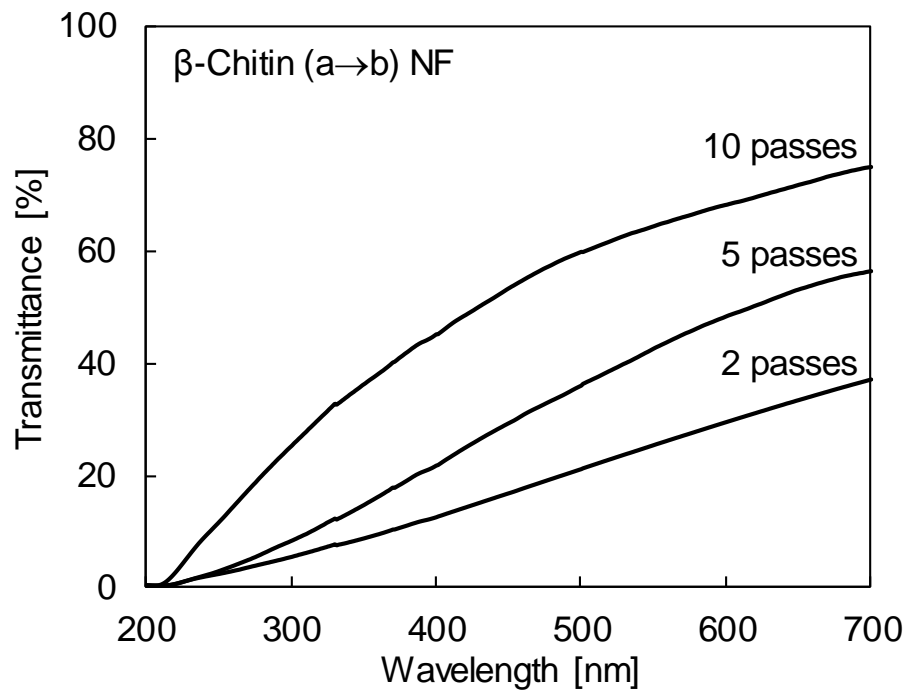 β-Chitin (a→b) NF
10 passes
5 passes
2 passes
Transmittance [%]
100
80
60
40
20
0
200 300 400 500 600 700
Wavelength [nm]